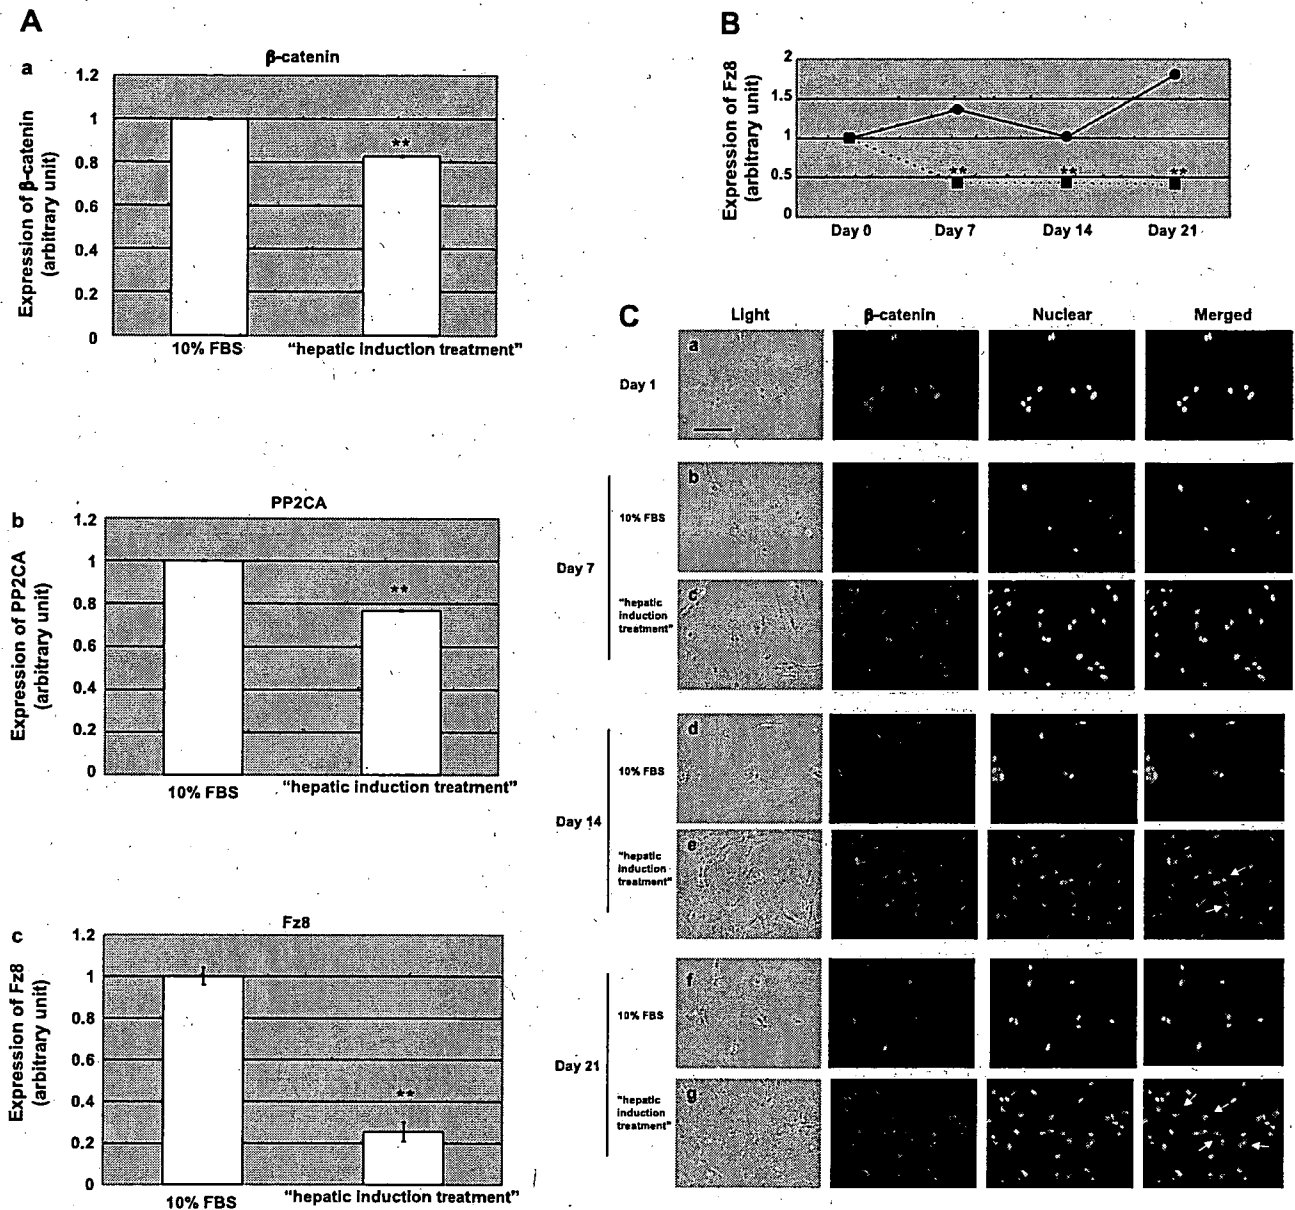 A
a
β-catenin
Expression of β-catenin
(arbitrary unit)
1.2
1
0.8
0.6
0.4
0.2
0
**
10% FBS
“hepatic induction treatment”
b
PP2CA
Expression of PP2CA
(arbitrary unit)
1.2
1
0.8
0.6
0.4
0.2
0
**
10% FBS
“hepatic induction treatment”
c
Fz8
Expression of Fz8
(arbitrary unit)
1.2
1
0.8
0.6
0.4
0.2
0
**
10% FBS
“hepatic induction treatment”
B
Expression of Fz8
(arbitrary unit)
2
1.5
1
0.5
0
** ** **
Day 0 Day 7 Day 14 Day 21
C
Light β-catenin Nuclear Merged
Day 1
a
Day 7
10% FBS
b
“hepatic
induction
treatment”
c
Day 14
10% FBS
d
“hepatic
induction
treatment”
e
Day 21
10% FBS
f
“hepatic
induction
treatment”
g